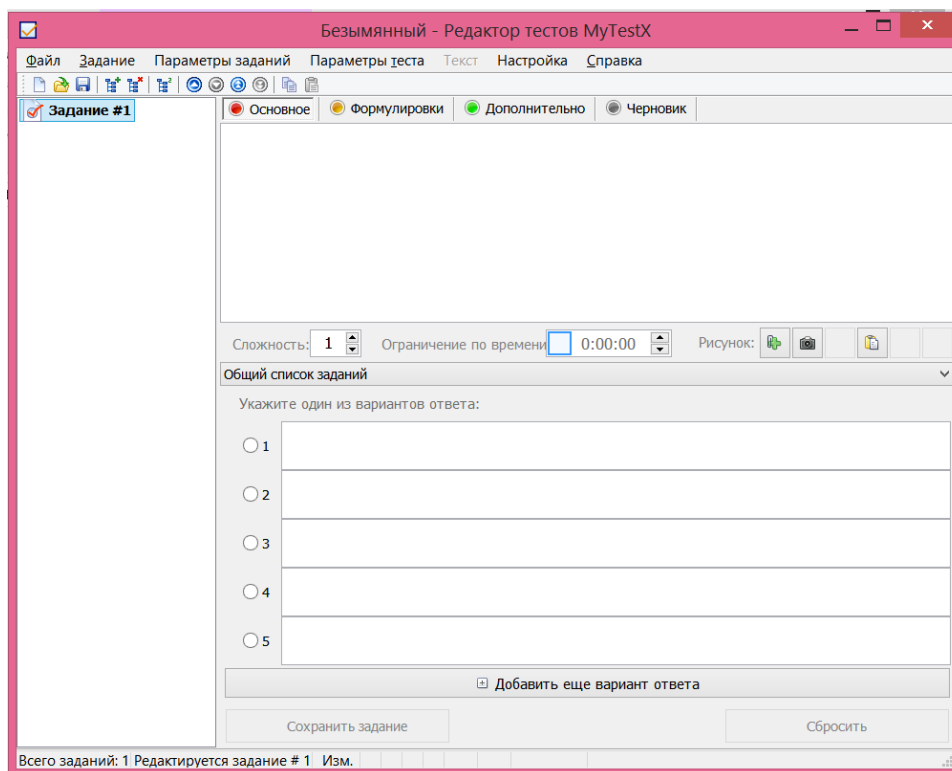 Безымянный - Редактор тестов MyTestX
Файл Задание Параметры заданий Параметры теста Текст Настройка Справка
Задание #1
Основное Формулировки Дополнительно Черновик
Сложность: 1 Ограничение по времени 0:00:00 Рисунок:
Общий список заданий
Укажите один из вариантов ответа:
1
2
3
4
5
Добавить еще вариант ответа
Сохранить задание Сбросить
Всего заданий: 1 Редактируется задание # 1 Изм.